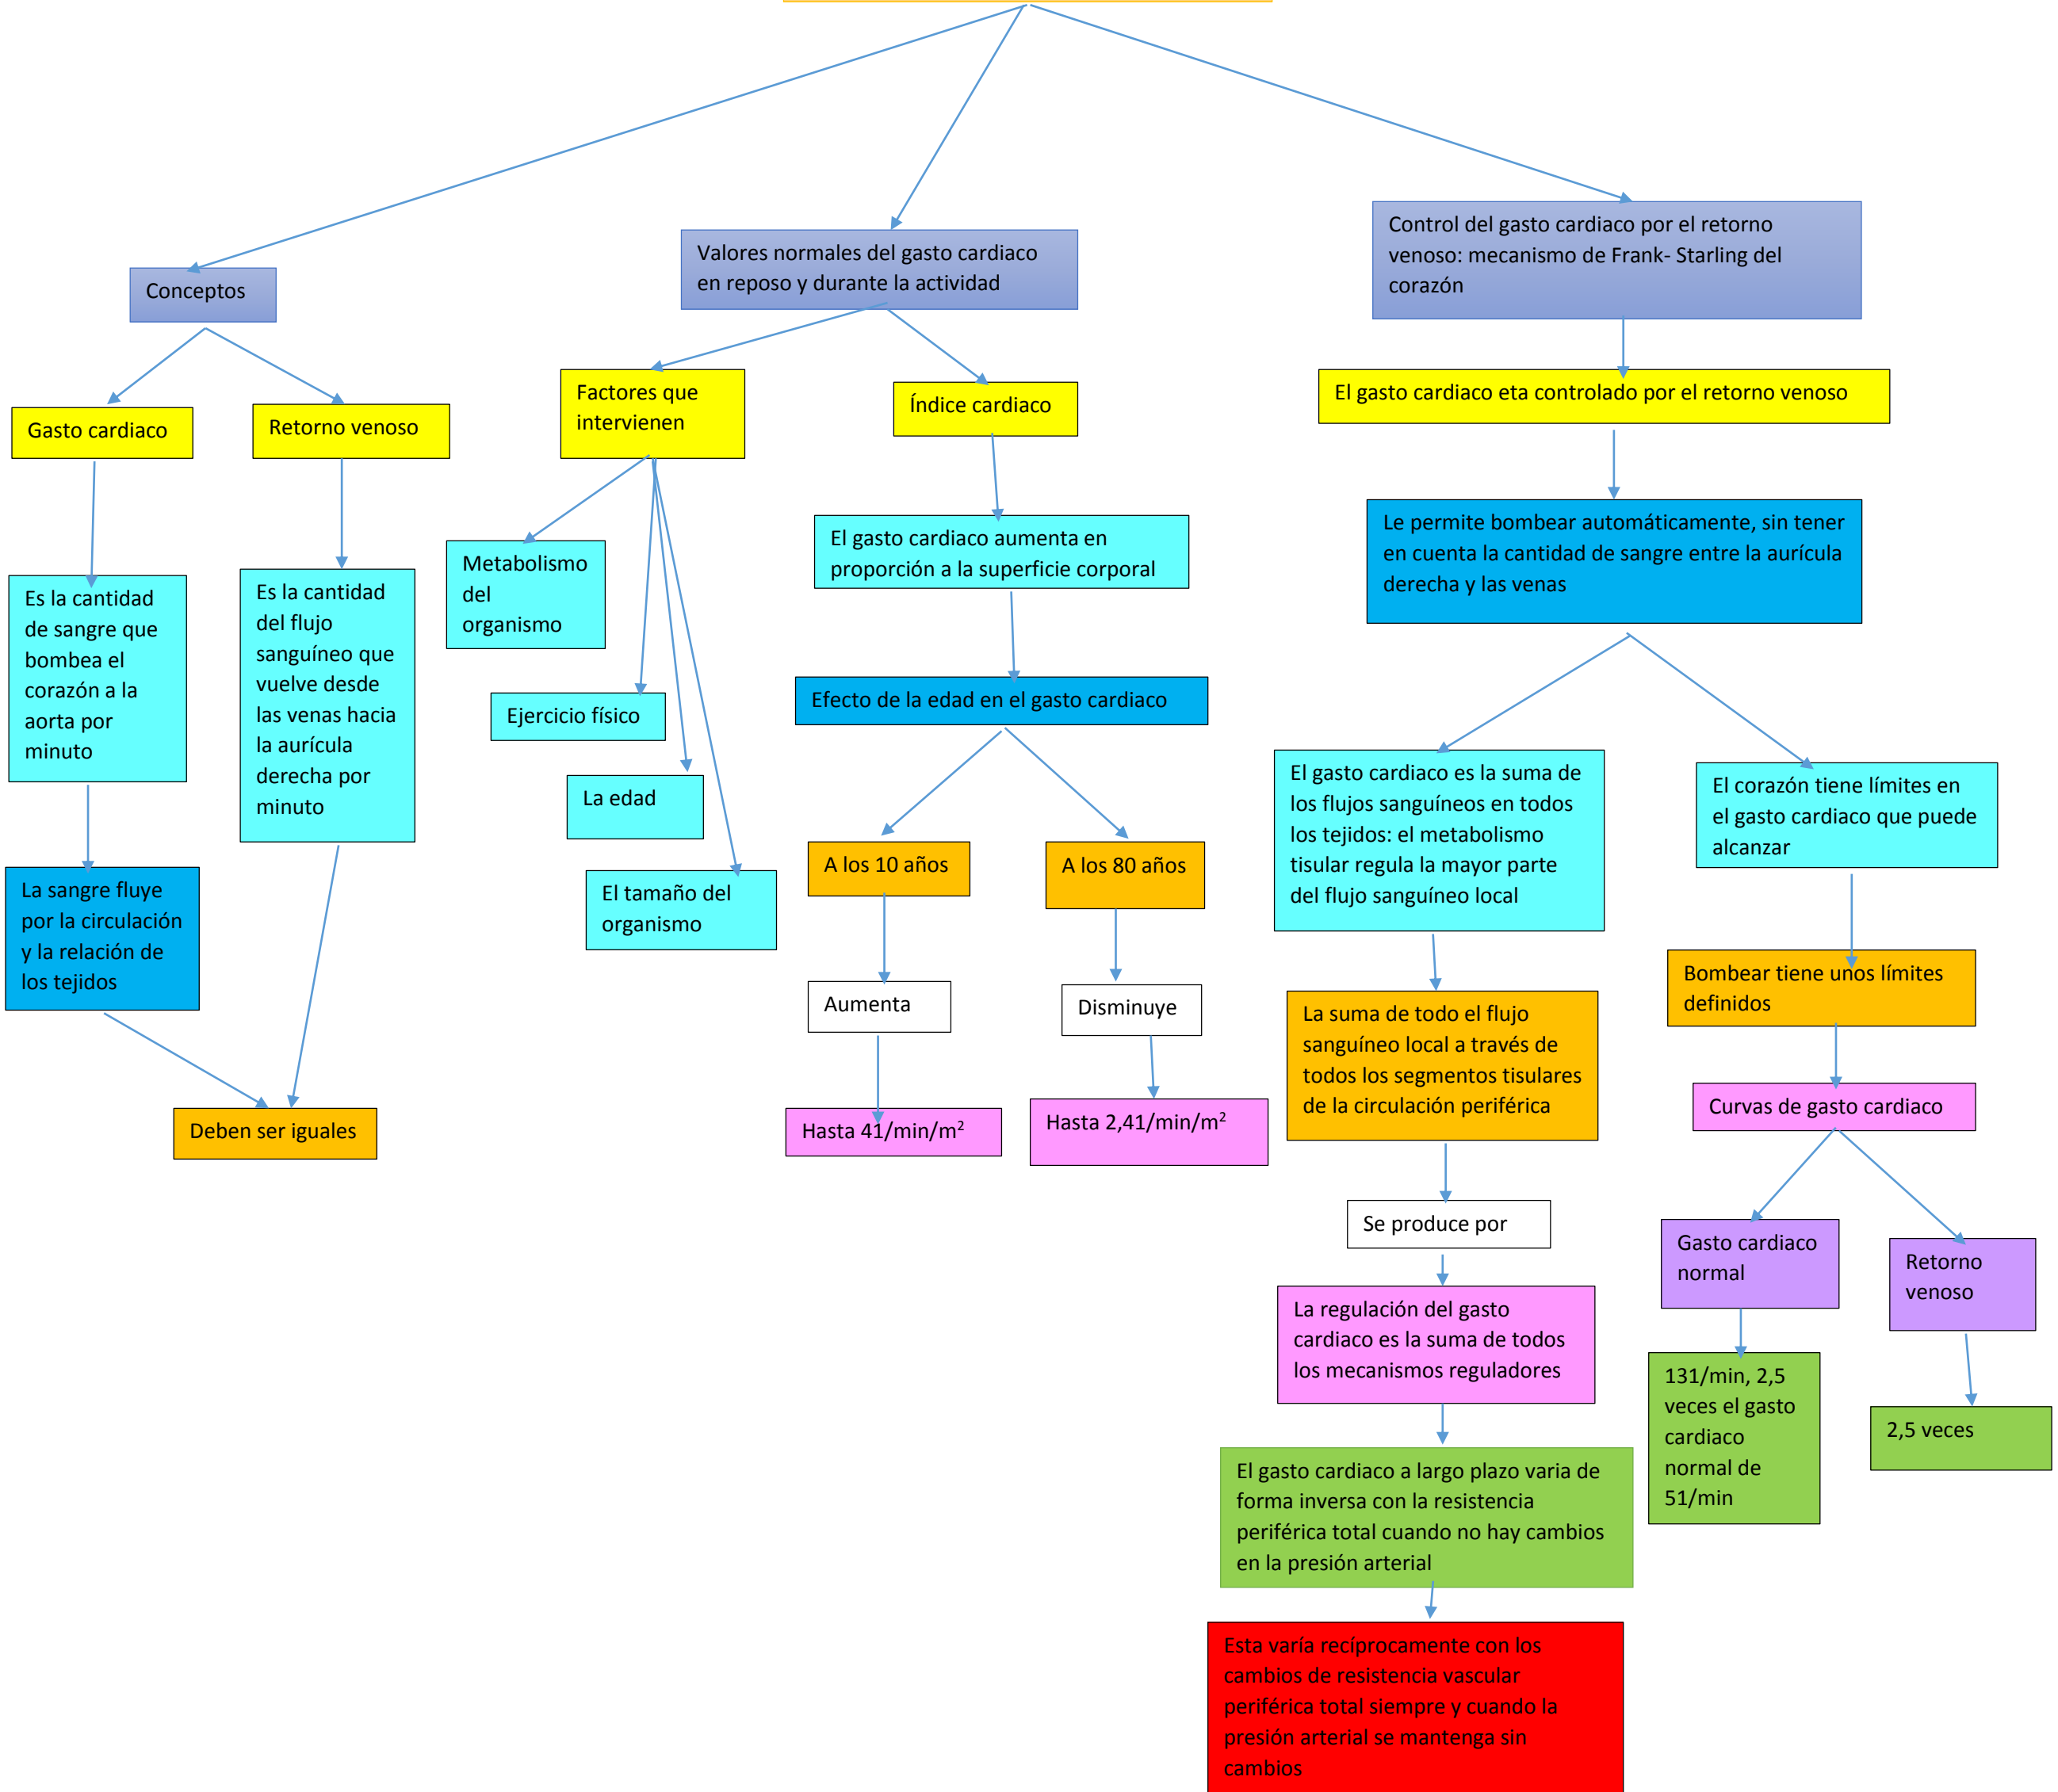 Conceptos
Valores normales del gasto cardiaco
en reposo y durante la actividad
Control del gasto cardiaco por el retorno
venoso: mecanismo de Frank- Starling del
corazón
Gasto cardiaco
Retorno venoso
Factores que
intervienen
Índice cardiaco
El gasto cardiaco eta controlado por el retorno venoso
Es la cantidad
de sangre que
bombea el
corazón a la
aorta por
minuto
Es la cantidad
del flujo
sanguíneo que
vuelve desde
las venas hacia
la aurícula
derecha por
minuto
La sangre fluye
por la circulación
y la relación de
los tejidos
Deben ser iguales
Metabolismo
del
organismo
Ejercicio físico
La edad
El tamaño del
organismo
El gasto cardiaco aumenta en
proporción a la superficie corporal
Efecto de la edad en el gasto cardiaco
A los 10 años
A los 80 años
Aumenta
Disminuye
Hasta 41/min/m²
Hasta 2,41/min/m²
Le permite bombear automáticamente, sin tener
en cuenta la cantidad de sangre entre la aurícula
derecha y las venas
El gasto cardiaco es la suma de
los flujos sanguíneos en todos
los tejidos: el metabolismo
tisular regula la mayor parte
del flujo sanguíneo local
El corazón tiene límites en
el gasto cardiaco que puede
alcanzar
La suma de todo el flujo
sanguíneo local a través de
todos los segmentos tisulares
de la circulación periférica
Bombear tiene unos límites
definidos
Curvas de gasto cardiaco
Se produce por
Gasto cardiaco
normal
Retorno
venoso
La regulación del gasto
cardiaco es la suma de todos
los mecanismos reguladores
131/min, 2,5
veces el gasto
cardiaco
normal de
51/min
2,5 veces
El gasto cardiaco a largo plazo varia de
forma inversa con la resistencia
periférica total cuando no hay cambios
en la presión arterial
Esta varía recíprocamente con los
cambios de resistencia vascular
periférica total siempre y cuando la
presión arterial se mantenga sin
cambios